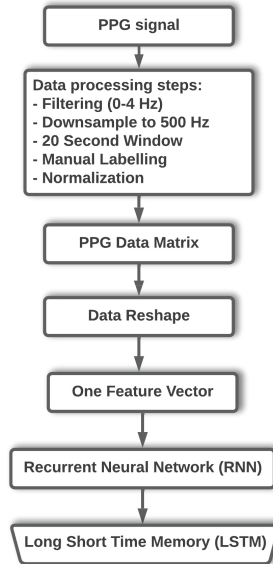 PPG signal
Data processing steps:
- Filtering (0-4 Hz)
- Downsample to 500 Hz
- 20 Second Window
- Manual Labelling
- Normalization
PPG Data Matrix
Data Reshape
One Feature Vector
Recurrent Neural Network (RNN)
Long Short Time Memory (LSTM)